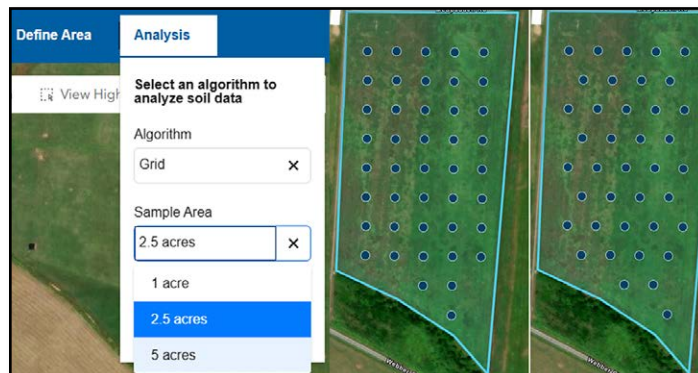 Define Area
Analysis
View High
Select an algorithm to
analyze soil data
Algorithm
Grid
Sample Area
2.5 acres
1 acre
2.5 acres
5 acres